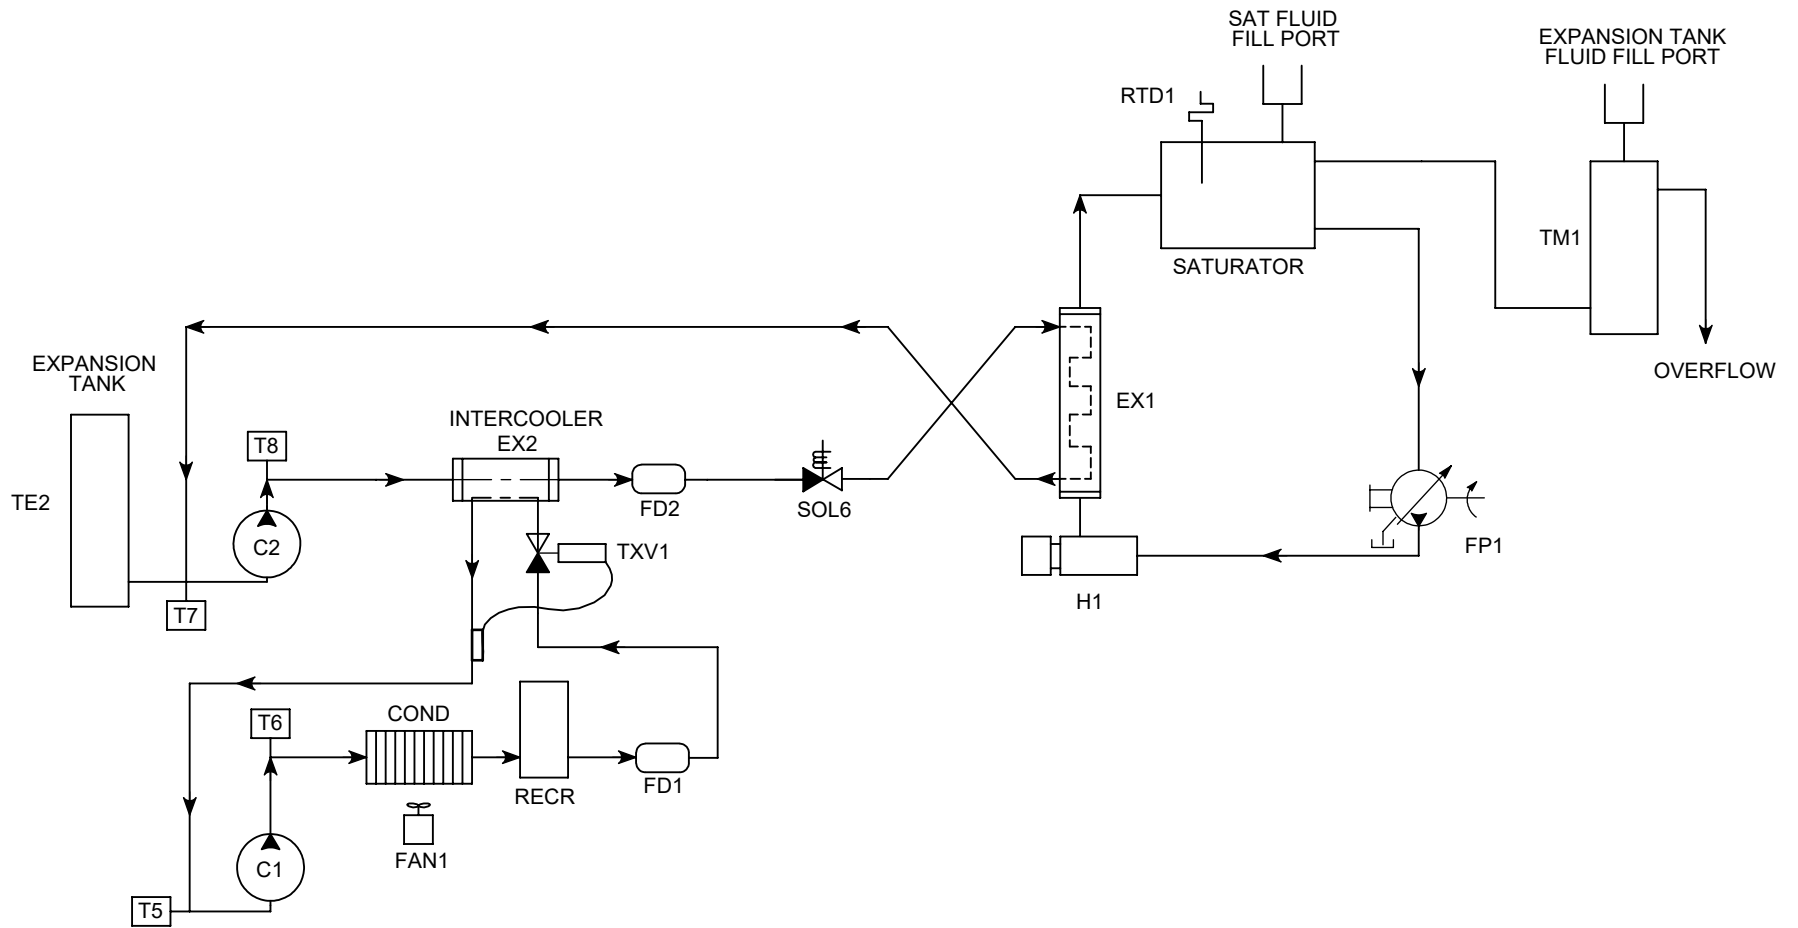 SAT FLUID
FILL PORT
EXPANSION TANK
FLUID FILL PORT
RTD1
TM1
SATURATOR
EXPANSION
TANK
OVERFLOW
INTERCOOLER
EX2
EX1
T8
TE2
FD2
SOL6
C2
TXV1
FP1
T7
H1
COND
T6
FD1
RECR
FAN1
C1
T5